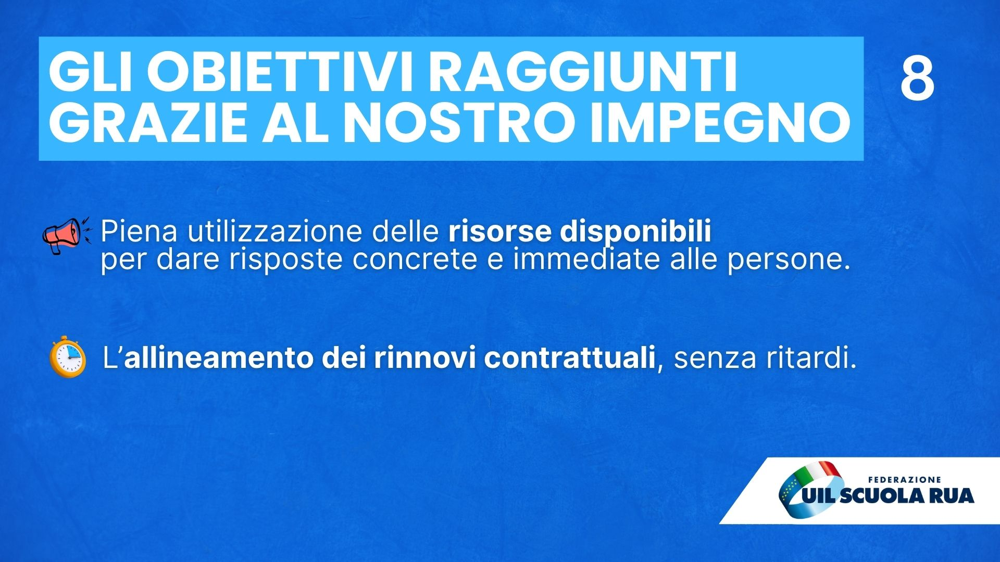 GLI OBIETTIVI RAGGIUNTI
GRAZIE AL NOSTRO IMPEGNO
8
Piena utilizzazione delle risorse disponibili
per dare risposte concrete e immediate alle persone.
L’allineamento dei rinnovi contrattuali, senza ritardi.
FEDERAZIONE
UIL SCUOLA RUA